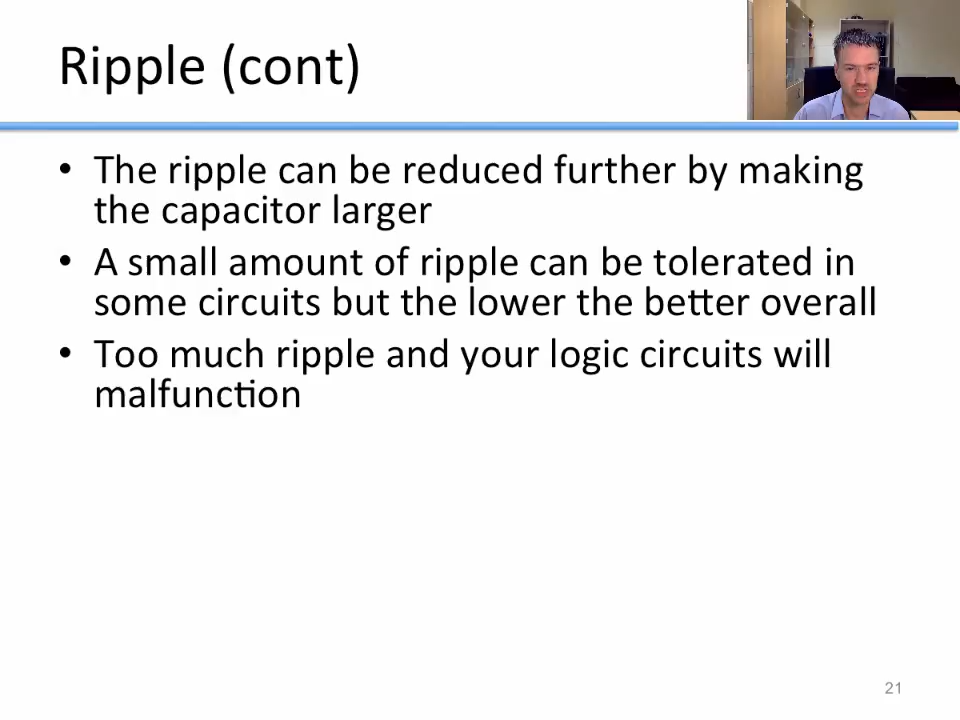 Ripple (cont)
• The ripple can be reduced further by making
the capacitor larger
• A small amount of ripple can be tolerated in
some circuits but the lower the better overall
• Too much ripple and your logic circuits will
malfunction
21